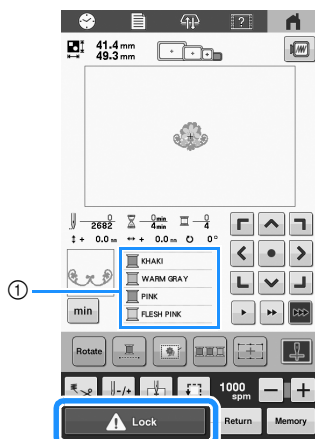 ?
41.4 mm
49.3 mm
0 0 min 0
2682 4 min 4
+ 0.0 mm + 0.0 mm 0°
1
KHAKI
WARM GRAY
PINK
FLESH PINK
min
Rotate
-/+
1000
spm
- +
Lock
Return
Memory